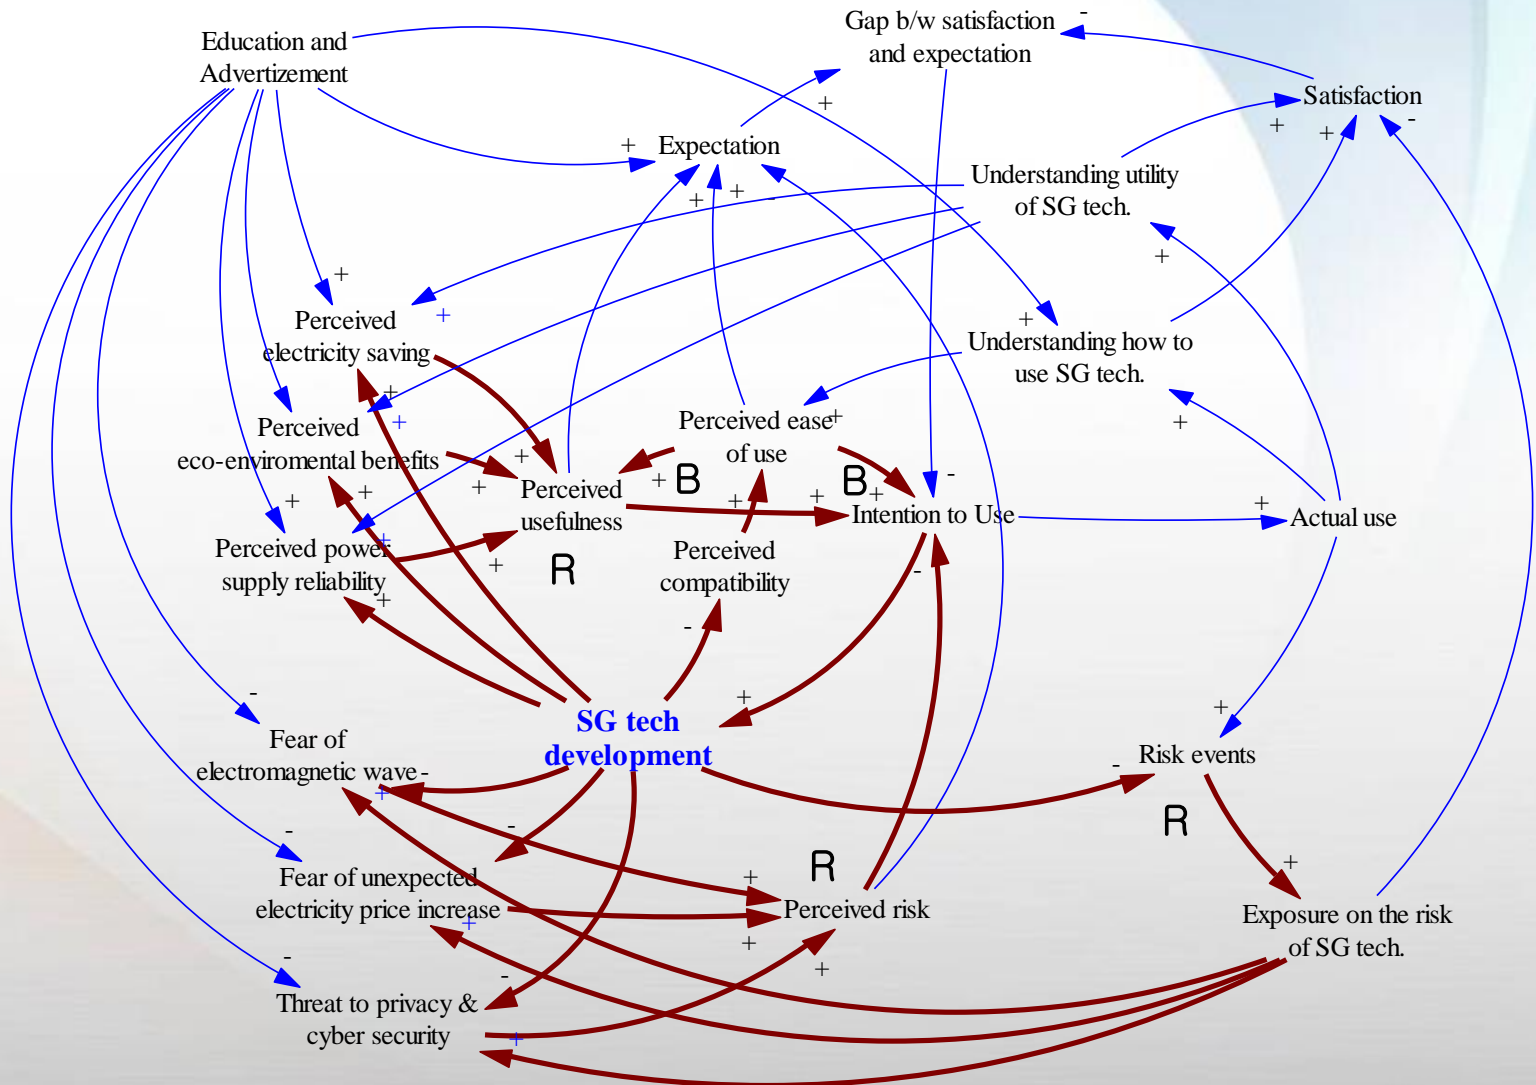 Education and
Advertizement
Gap b/w satisfaction
and expectation
-
Satisfaction
+
+
+
-
+
Expectation
+
+
-
Understanding utility
of SG tech.
+
+
+
Perceived
electricity saving
+
Understanding how to
use SG tech.
+
+
+
Perceived
eco-enviromental benefits
Perceived ease
of use
+
+
+
+
+
B
B
-
+
+
+
+
Perceived
usefulness
Intention to Use
+
Actual use
Perceived power
supply reliability
+
+
+
R
Perceived
compatibility
-
-
-
+
+
SG tech
development
Fear of
electromagnetic wave
-
+
Risk events
-
R
-
-
Fear of unexpected
electricity price increase
+
+
+
R
Perceived risk
+
Exposure on the risk
of SG tech.
-
-
+
Threat to privacy &
cyber security
+